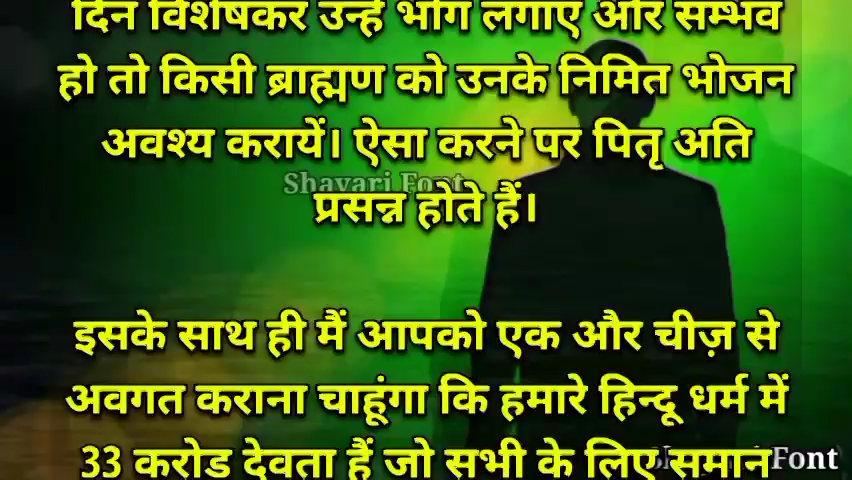 दिन विशेषकर उन्हें भोग लगाए और सम्भव
हो तो किसी ब्राह्मण को उनके निमित भोजन
अवश्य करायें। ऐसा करने पर पितृ अति
Shayari Font
प्रसन्न होते हैं।
इसके साथ ही मैं आपको एक और चीज़ से
अवगत कराना चाहूंगा कि हमारे हिन्दू धर्म में
33 करोड देवता हैं जो सभी के लिए समान
Shayari Font